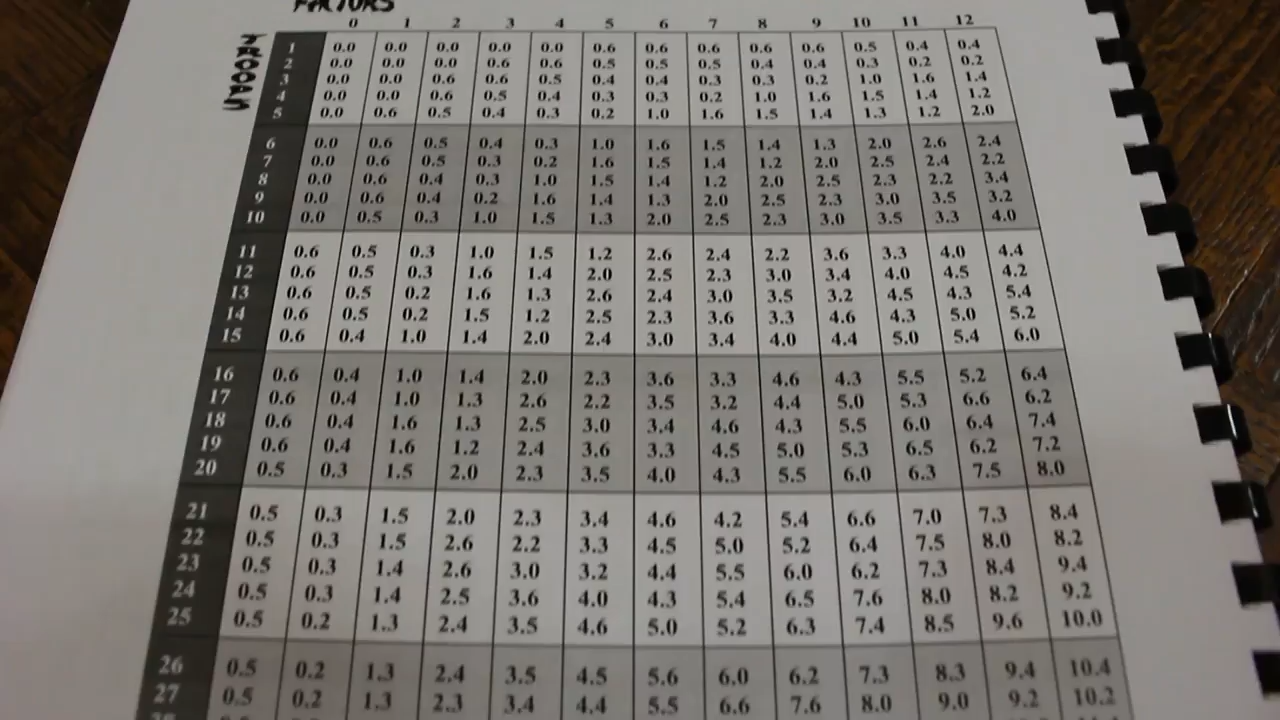 FACTORS
0 1 2 3 4 5 6 7 8 9 10 11 12
1 0.0 0.0 0.0 0.0 0.0 0.6 0.6 0.6 0.6 0.6 0.5 0.4 0.4
2 0.0 0.0 0.0 0.6 0.6 0.5 0.5 0.5 0.4 0.4 0.3 0.2 0.2
3 0.0 0.0 0.6 0.6 0.5 0.4 0.4 0.3 0.3 0.2 1.0 1.6 1.4
4 0.0 0.0 0.6 0.5 0.4 0.3 0.3 0.2 1.0 1.6 1.5 1.4 1.2
5 0.0 0.6 0.5 0.4 0.3 0.2 1.0 1.6 1.5 1.4 1.3 1.2 2.0
6 0.0 0.6 0.5 0.4 0.3 1.0 1.6 1.5 1.4 1.3 2.0 2.6 2.4
7 0.0 0.6 0.5 0.3 0.2 1.6 1.5 1.4 1.2 2.0 2.5 2.4 2.2
8 0.0 0.6 0.4 0.3 1.0 1.5 1.4 1.2 2.0 2.5 2.3 2.2 3.4
9 0.0 0.6 0.4 0.2 1.6 1.4 1.3 2.0 2.5 2.3 3.0 3.5 3.2
10 0.0 0.5 0.3 1.0 1.5 1.3 2.0 2.5 2.3 3.0 3.5 3.3 4.0
11 0.6 0.5 0.3 1.0 1.5 1.2 2.6 2.4 2.2 3.6 3.3 4.0 4.4
12 0.6 0.5 0.3 1.6 1.4 2.0 2.5 2.3 3.0 3.4 4.0 4.5 4.2
13 0.6 0.5 0.2 1.6 1.3 2.6 2.4 3.0 3.5 3.2 4.5 4.3 5.4
14 0.6 0.5 0.2 1.5 1.2 2.5 2.3 3.6 3.3 4.6 4.3 5.0 5.2
15 0.6 0.4 1.0 1.4 2.0 2.4 3.0 3.4 4.0 4.4 5.0 5.4 6.0
16 0.6 0.4 1.0 1.4 2.0 2.3 3.6 3.3 4.6 4.3 5.5 5.2 6.4
17 0.6 0.4 1.0 1.3 2.6 2.2 3.5 3.2 4.4 5.0 5.3 6.6 6.2
18 0.6 0.4 1.6 1.3 2.5 3.0 3.4 4.6 4.3 5.5 6.0 6.4 7.4
19 0.6 0.4 1.6 1.2 2.4 3.6 3.3 4.5 5.0 5.3 6.5 6.2 7.2
20 0.5 0.3 1.5 2.0 2.3 3.5 4.0 4.3 5.5 6.0 6.3 7.5 8.0
21 0.5 0.3 1.5 2.0 2.3 3.4 4.6 4.2 5.4 6.6 7.0 7.3 8.4
22 0.5 0.3 1.5 2.6 2.2 3.3 4.5 5.0 5.2 6.4 7.5 8.0 8.2
23 0.5 0.3 1.4 2.6 3.0 3.2 4.4 5.5 6.0 6.2 7.3 8.4 9.4
24 0.5 0.3 1.4 2.5 3.6 4.0 4.3 5.4 6.5 7.6 8.0 8.2 9.2
25 0.5 0.2 1.3 2.4 3.5 4.6 5.0 5.2 6.3 7.4 8.5 9.6 10.0
26 0.5 0.2 1.3 2.4 3.5 4.5 5.6 6.0 6.2 7.3 8.3 9.4 10.4
27 0.5 0.2 1.3 2.3 3.4 4.4 5.5 6.6 7.6 8.0 9.0 9.2 10.2